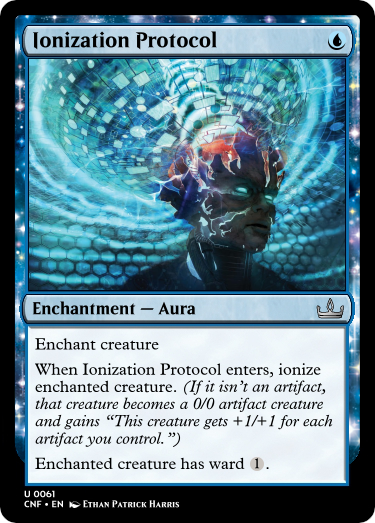 Ionization Protocol
Enchantment — Aura
Enchant creature
When Ionization Protocol enters, ionize
enchanted creature. (If it isn't an artifact,
that creature becomes a 0/0 artifact creature
and gains “This creature gets +1/+1 for each
artifact you control.”)
Enchanted creature has ward 1.
U 0061
CNF • EN Ethan Patrick Harris